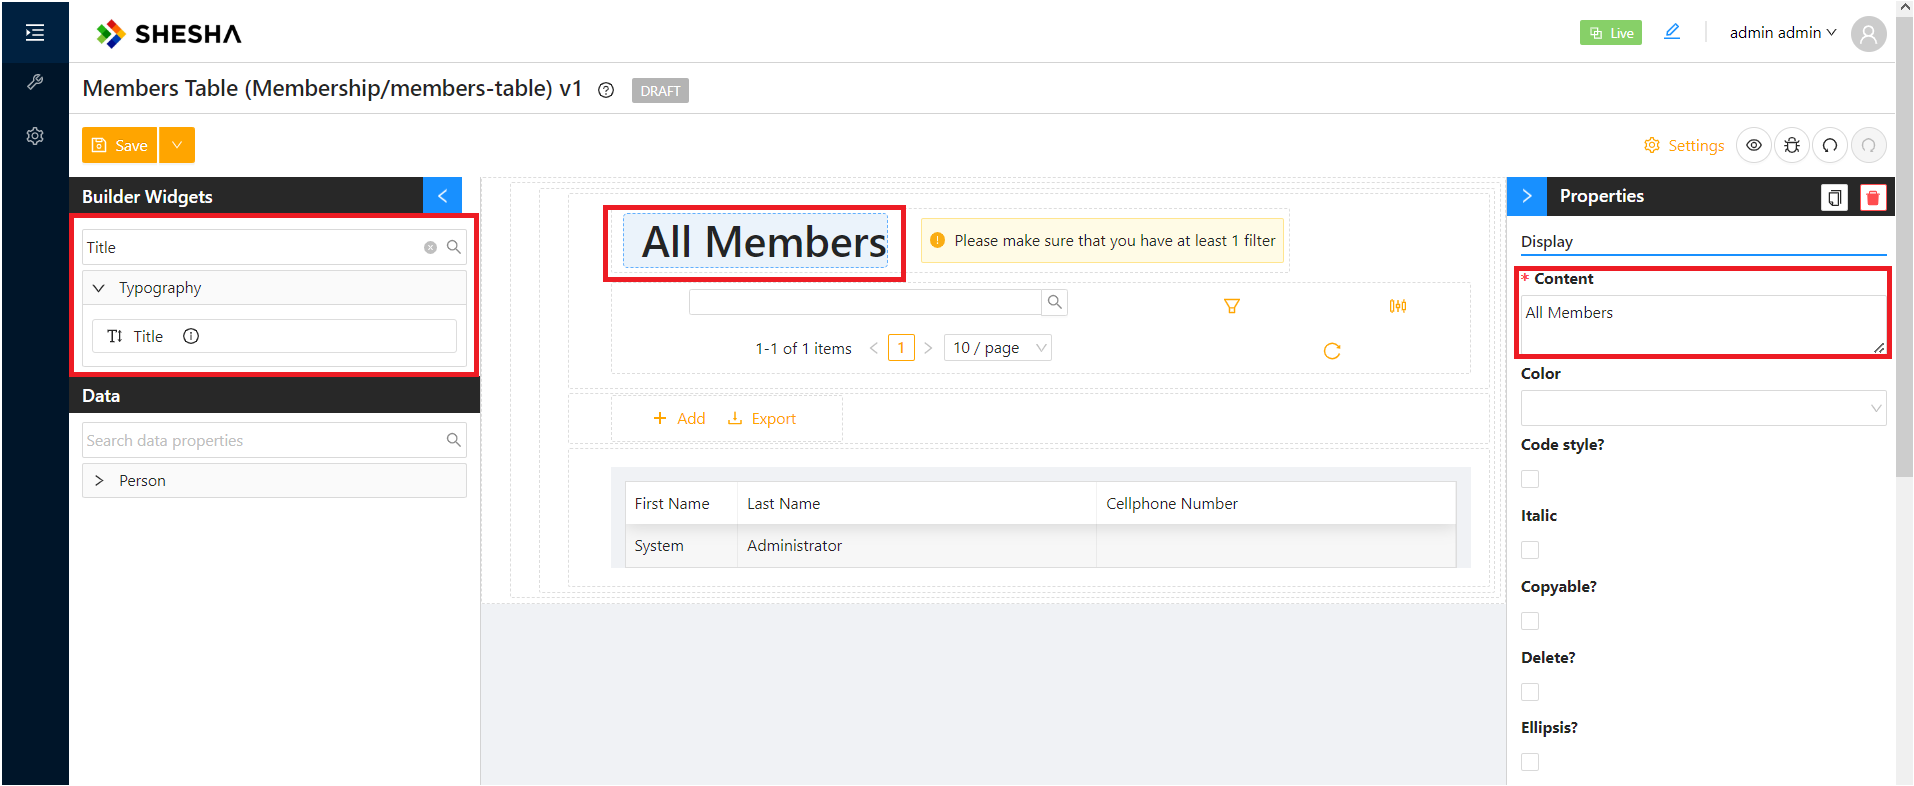 SHESHA
Live
admin admin
Members Table (Membership/members-table) v1
DRAFT
Save
Settings
Builder Widgets
Title
Typography
Title
Data
Search data properties
Person
All Members
Please make sure that you have at least 1 filter
1-1 of 1 items
1
10 / page
Add
Export
First Name Last Name Cellphone Number
System Administrator
Properties
Display
* Content
All Members
Color
Code style?
Italic
Copyable?
Delete?
Ellipsis?